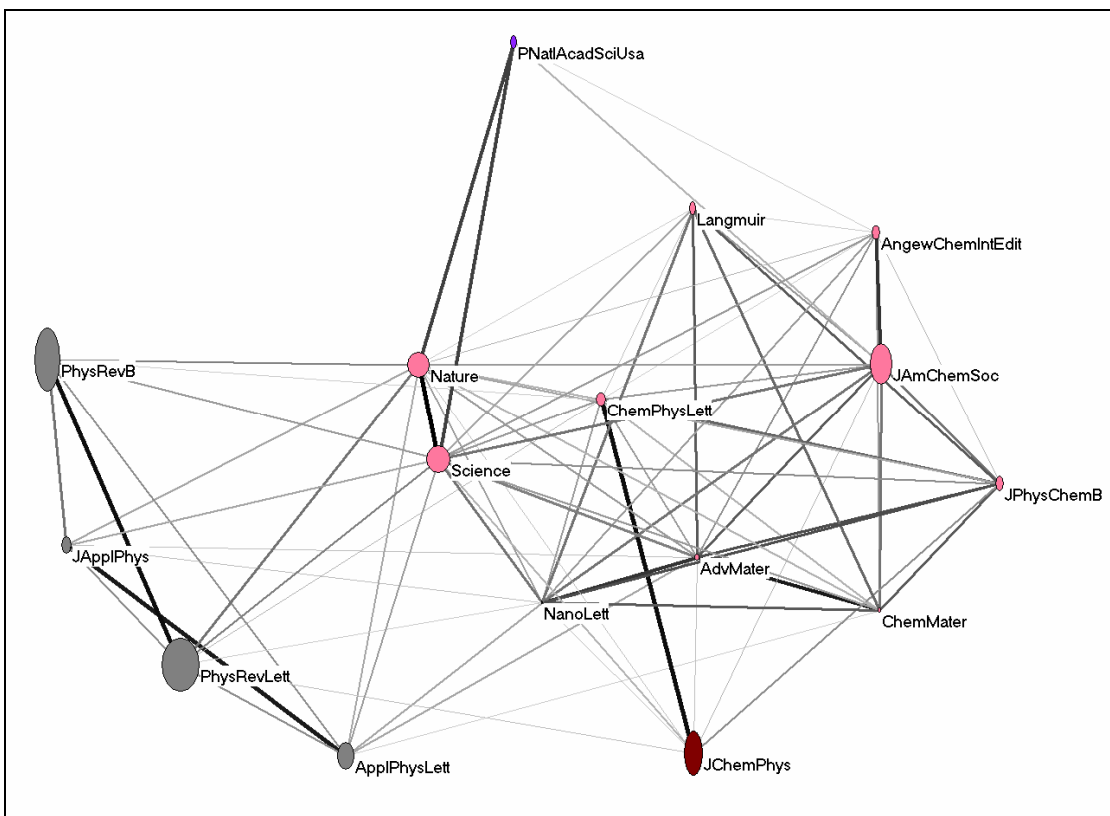 PNatlAcadSciUsa
Langmuir
AngewChemIntEdit
PhysRevB
Nature
JAmChemSoc
ChemPhysLett
Science
JPhysChemB
JApplPhys
AdvMater
NanoLett
ChemMater
PhysRevLett
ApplPhysLett
JChemPhys